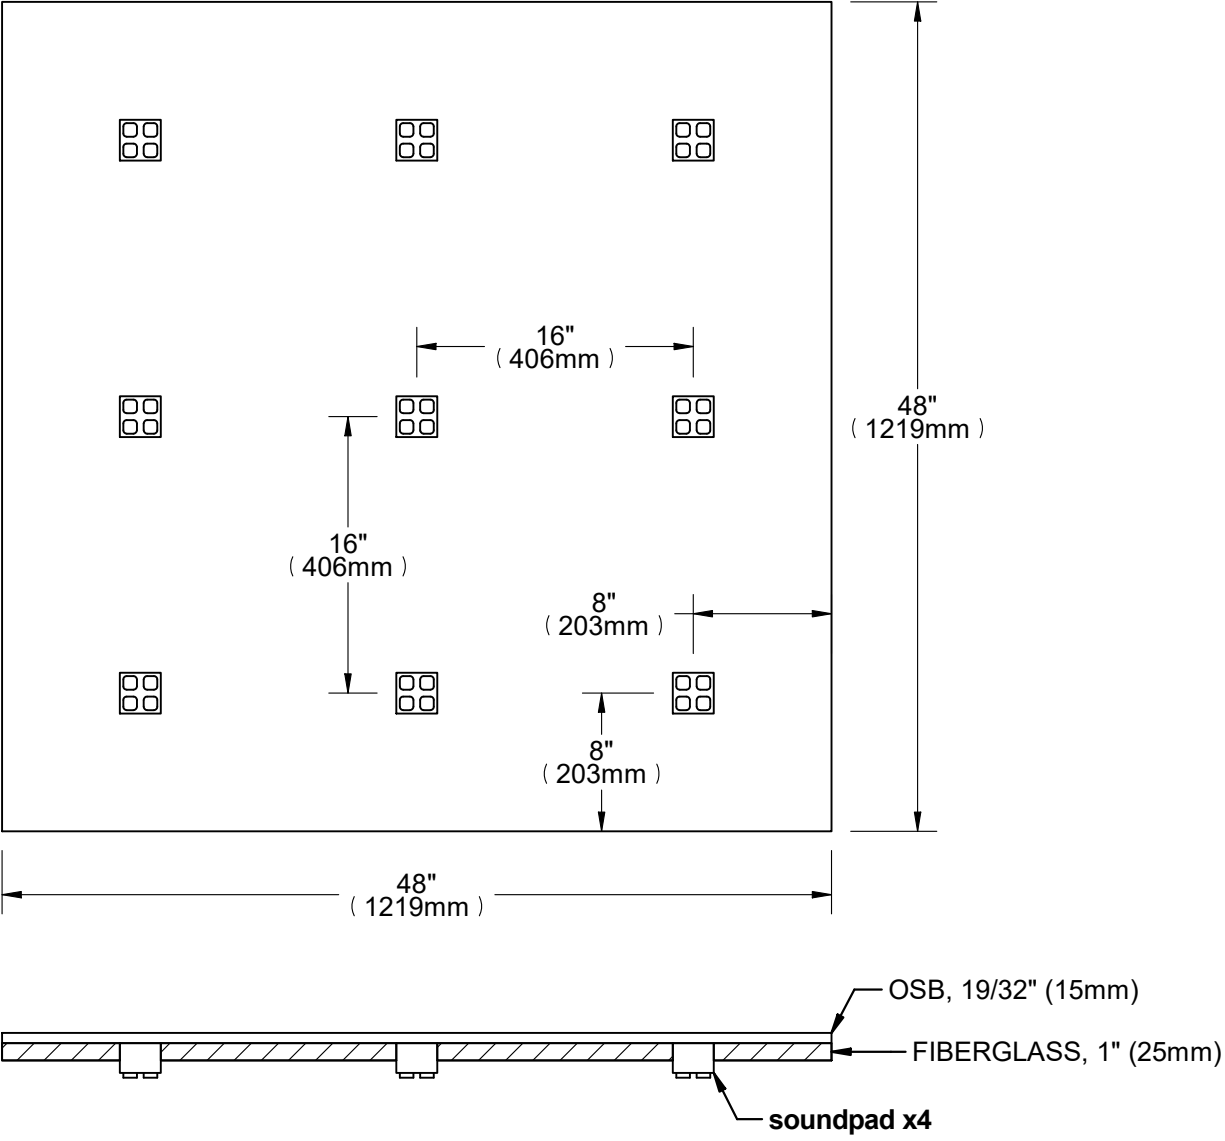 16"
( 406mm )
48"
( 1219mm )
16"
( 406mm )
8"
( 203mm )
8"
( 203mm )
48"
( 1219mm )
OSB, 19/32" (15mm)
FIBERGLASS, 1" (25mm)
soundpad x4